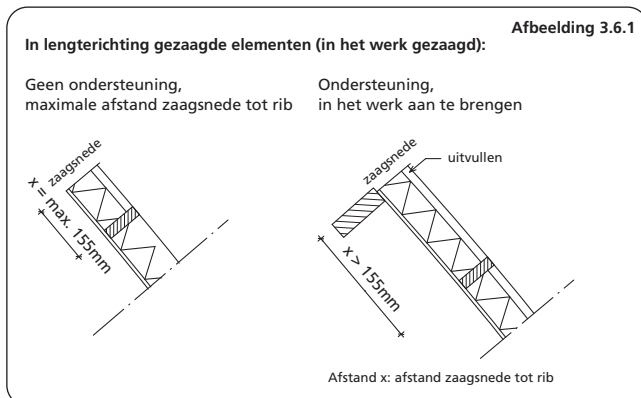 Afbeelding 3.6.1
In lengterichting gezaagde elementen (in het werk gezaagd):
Geen ondersteuning,
maximale afstand zaagsnede tot rib
Ondersteuning,
in het werk aan te brengen
zaagsnede
x = max. 155mm
zaagsnede
uitvullen
x > 155mm
Afstand x: afstand zaagsnede tot rib